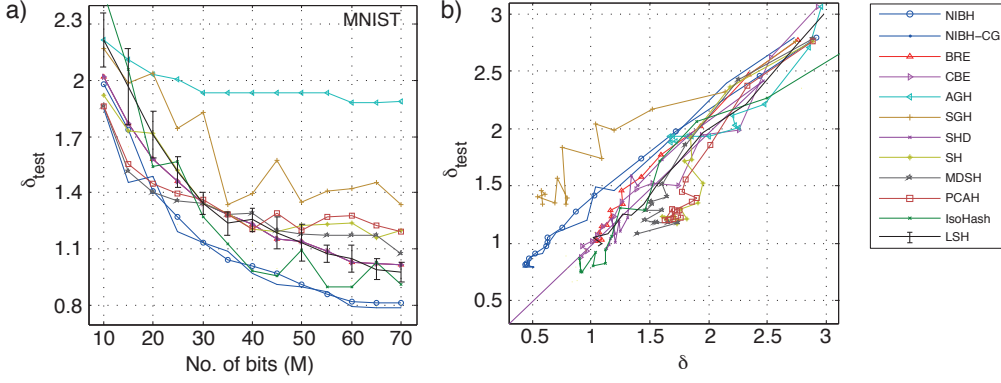 a)
MNIST
2.3
2
1.7
1.4
1.1
0.8
δtest
10 20 30 40 50 60 70
No. of bits (M)
b)
3
2.5
2
1.5
1
0.5
δtest
0.5 1 1.5 2 2.5 3
δ
NIBH
NIBH-CG
BRE
CBE
AGH
SGH
SHD
SH
MDSH
PCAH
IsoHash
LSH